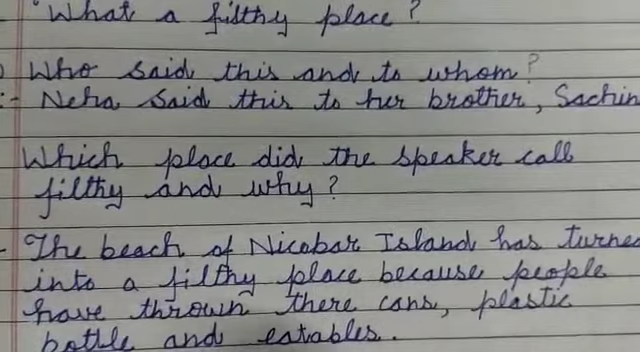 "What a filthy place?
Who said this and to whom?
:- Neha said this to her brother, Sachin
Which place did the speaker call
filthy and why?
- The beach of Nicobar Island has turned
into a filthy place because people
have thrown there cans, plastic
bottle and eatables.